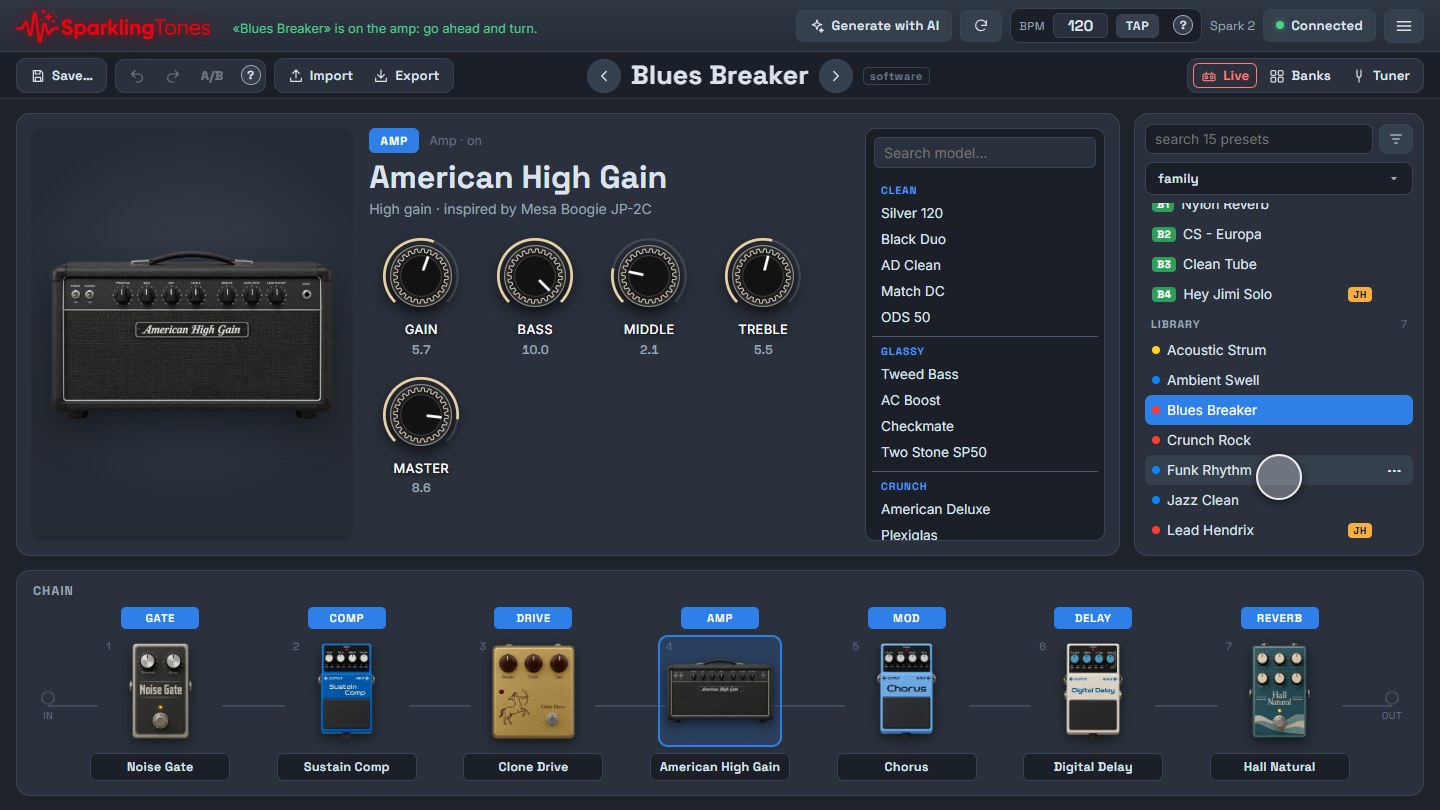 SparklingTones
«Blues Breaker» is on the amp: go ahead and turn.
Generate with AI
BPM 120 TAP ?
Spark 2
Connected
Save...
A/B ?
Import
Export
Blues Breaker
software
Live
Banks
Tuner
AMP
Amp · on
American High Gain
High gain · inspired by Mesa Boogie JP-2C
GAIN
5.7
BASS
10.0
MIDDLE
2.1
TREBLE
5.5
MASTER
8.6
American High Gain
Search model...
CLEAN
Silver 120
Black Duo
AD Clean
Match DC
ODS 50
GLASSY
Tweed Bass
AC Boost
Checkmate
Two Stone SP50
CRUNCH
American Deluxe
Plexiglas
search 15 presets
family
B1 Nylon Reverb
B2 CS - Europa
B3 Clean Tube
B4 Hey Jimi Solo JH
LIBRARY 7
Acoustic Strum
Ambient Swell
Blues Breaker
Crunch Rock
Funk Rhythm
Jazz Clean
Lead Hendrix JH
CHAIN
IN
GATE
1
Noise Gate
Noise Gate
COMP
2
Sustain
Comp
Sustain Comp
DRIVE
3
Clone Drive
Clone Drive
AMP
4
American High Gain
American High Gain
MOD
5
Chorus
Chorus
DELAY
6
Digital Delay
Digital Delay
REVERB
7
Hall
Natural
Hall Natural
OUT